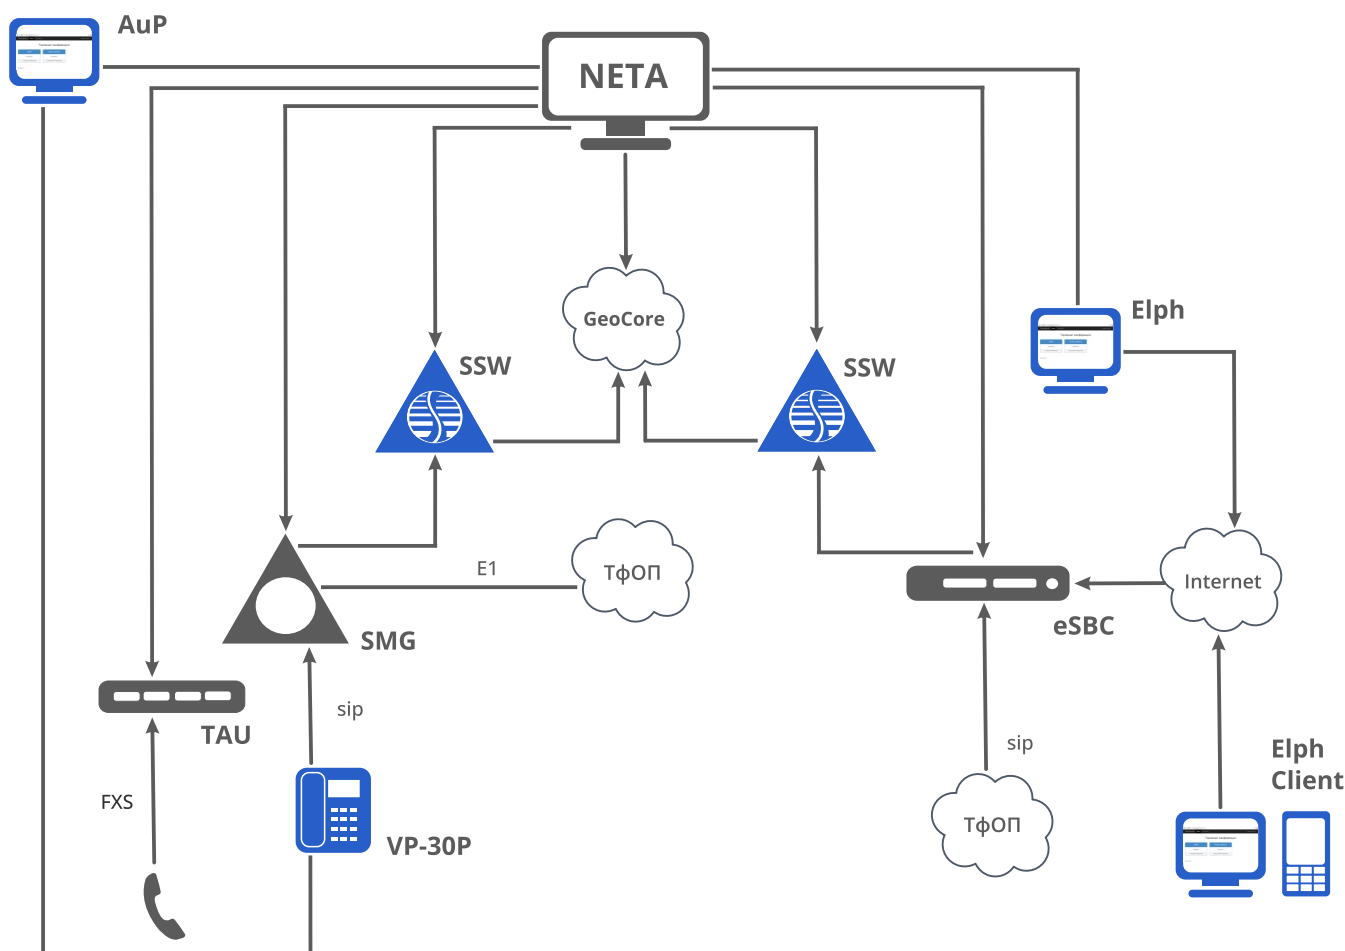 AuP
NETA
Elph
GeoCore
SSW
SSW
E1
ТфОП
Internet
eSBC
SMG
sip
TAU
sip
Elph
Client
FXS
ТфОП
VP-30P